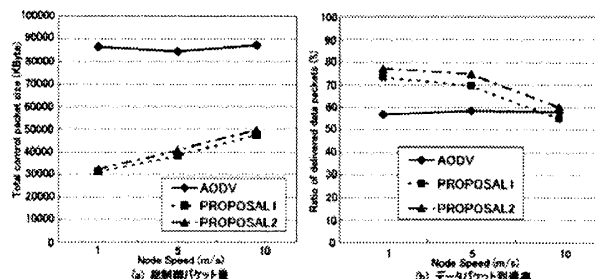 Total control packet size (KByte)
100000
90000
80000
70000
60000
50000
40000
30000
20000
10000
0
AODV
PROPOSAL1
PROPOSAL2
1
5
10
Node Speed (m/s)
(a) 総制御パケット量
Ratio of delivered data packets (%)
100
90
80
70
60
50
40
30
20
10
0
AODV
PROPOSAL1
PROPOSAL2
1
5
10
Node Speed (m/s)
(b) データパケット到達率